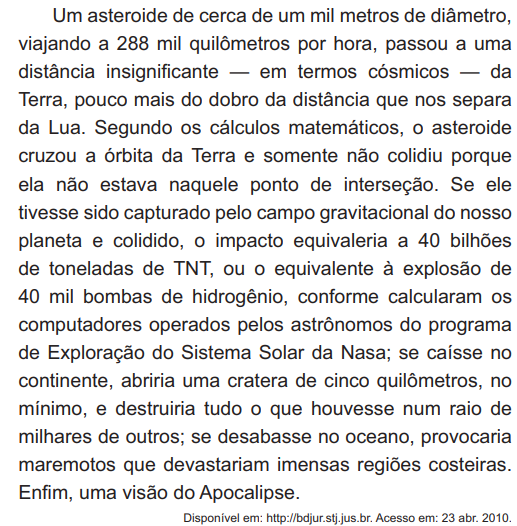 Um asteroide de cerca de um mil metros de diâmetro,
viajando a 288 mil quilômetros por hora, passou a uma
distância insignificante — em termos cósmicos — da
Terra, pouco mais do dobro da distância que nos separa
da Lua. Segundo os cálculos matemáticos, o asteroide
cruzou a órbita da Terra e somente não colidiu porque
ela não estava naquele ponto de interseção. Se ele
tivesse sido capturado pelo campo gravitacional do nosso
planeta e colidido, o impacto equivaleria a 40 bilhões
de toneladas de TNT, ou o equivalente à explosão de
40 mil bombas de hidrogênio, conforme calcularam os
computadores operados pelos astrônomos do programa
de Exploração do Sistema Solar da Nasa; se caísse no
continente, abriria uma cratera de cinco quilômetros, no
mínimo, e destruiria tudo o que houvesse num raio de
milhares de outros; se desabasse no oceano, provocaria
maremotos que devastariam imensas regiões costeiras.
Enfim, uma visão do Apocalipse.
Disponível em: http://bdjur.stj.jus.br. Acesso em: 23 abr. 2010.